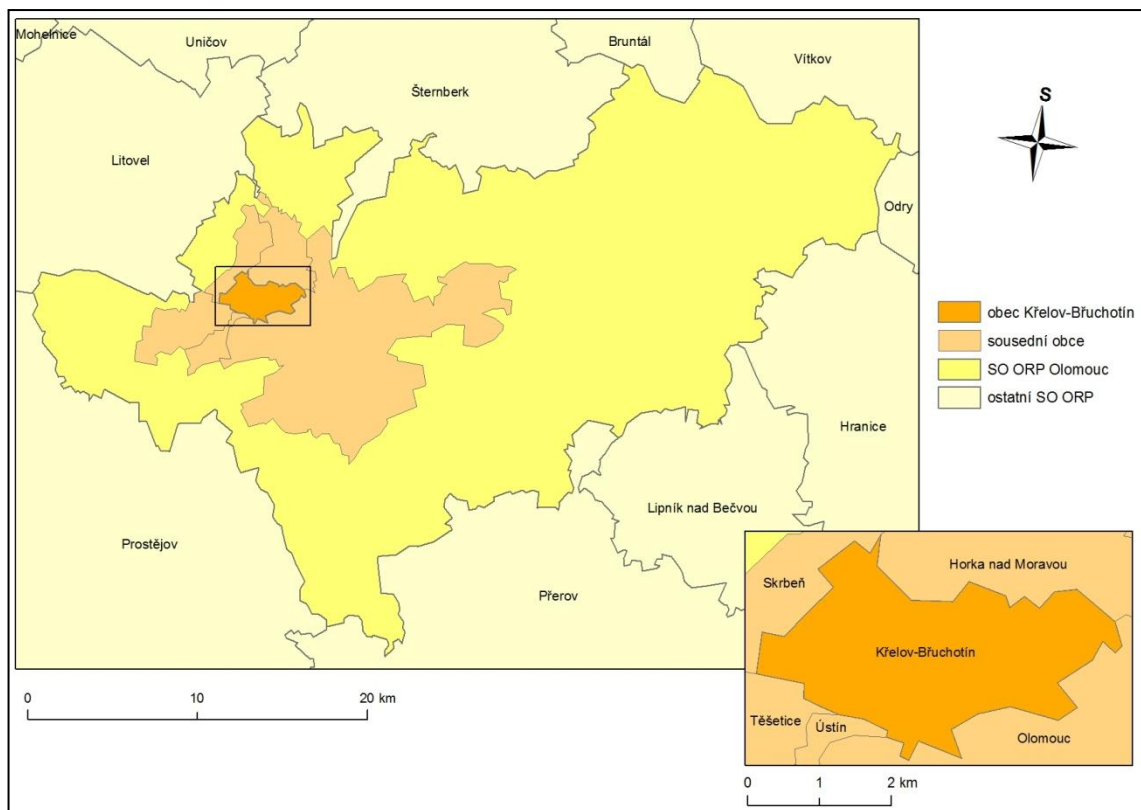 Mohelnice
Uničov
Bruntál
Vítkov
Šternberk
S
Litovel
Odry
obec Křelov-Břuchotín
sousední obce
SO ORP Olomouc
ostatní SO ORP
Hranice
Lipník nad Bečvou
Prostějov
Přerov
0 10 20 km
Skrbeň
Horka nad Moravou
Křelov-Břuchotín
Těšetice
Ústín
Olomouc
0 1 2 km